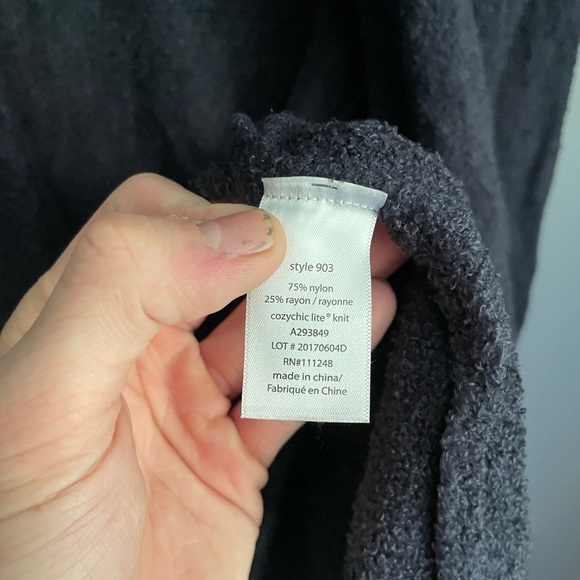 style 903
75% nylon
25% rayon / rayonne
cozychic lite® knit
A293849
LOT # 20170604D
RN#111248
made in china/
Fabriqué en Chine